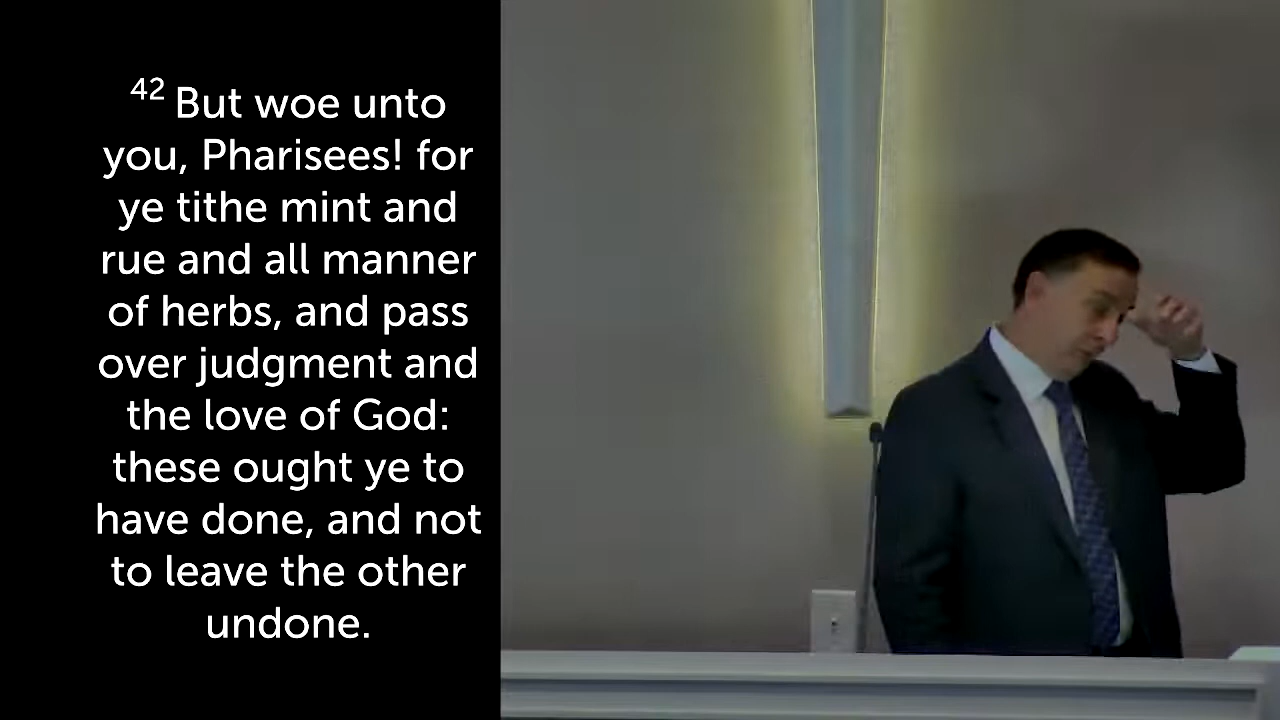 42 But woe unto
you, Pharisees! for
ye tithe mint and
rue and all manner
of herbs, and pass
over judgment and
the love of God:
these ought ye to
have done, and not
to leave the other
undone.